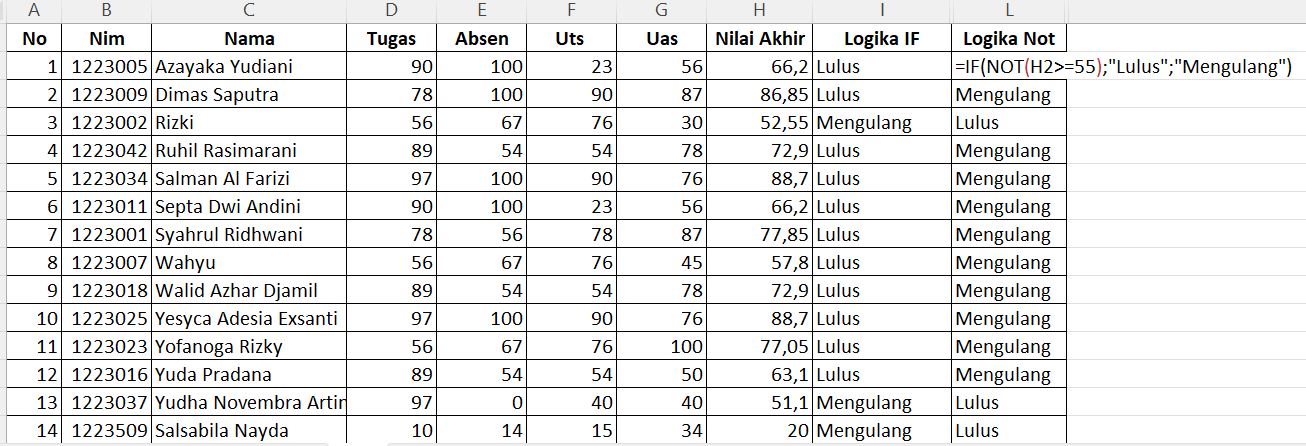 A B C D E F G H I L
No Nim Nama Tugas Absen Uts Uas Nilai Akhir Logika IF Logika Not
1 1223005 Azayaka Yudiani 90 100 23 56 66,2 Lulus =IF(NOT(H2>=55);"Lulus";"Mengulang")
2 1223009 Dimas Saputra 78 100 90 87 86,85 Lulus Mengulang
3 1223002 Rizki 56 67 76 30 52,55 Mengulang Lulus
4 1223042 Ruhil Rasimarani 89 54 54 78 72,9 Lulus Mengulang
5 1223034 Salman Al Farizi 97 100 90 76 88,7 Lulus Mengulang
6 1223011 Septa Dwi Andini 90 100 23 56 66,2 Lulus Mengulang
7 1223001 Syahrul Ridhwani 78 56 78 87 77,85 Lulus Mengulang
8 1223007 Wahyu 56 67 76 45 57,8 Lulus Mengulang
9 1223018 Walid Azhar Djamil 89 54 54 78 72,9 Lulus Mengulang
10 1223025 Yesyca Adesia Exsanti 97 100 90 76 88,7 Lulus Mengulang
11 1223023 Yofanoga Rizky 56 67 76 100 77,05 Lulus Mengulang
12 1223016 Yuda Pradana 89 54 54 50 63,1 Lulus Mengulang
13 1223037 Yudha Novembra Artin 97 0 40 40 51,1 Mengulang Lulus
14 1223509 Salsabila Nayda 10 14 15 34 20 Mengulang Lulus